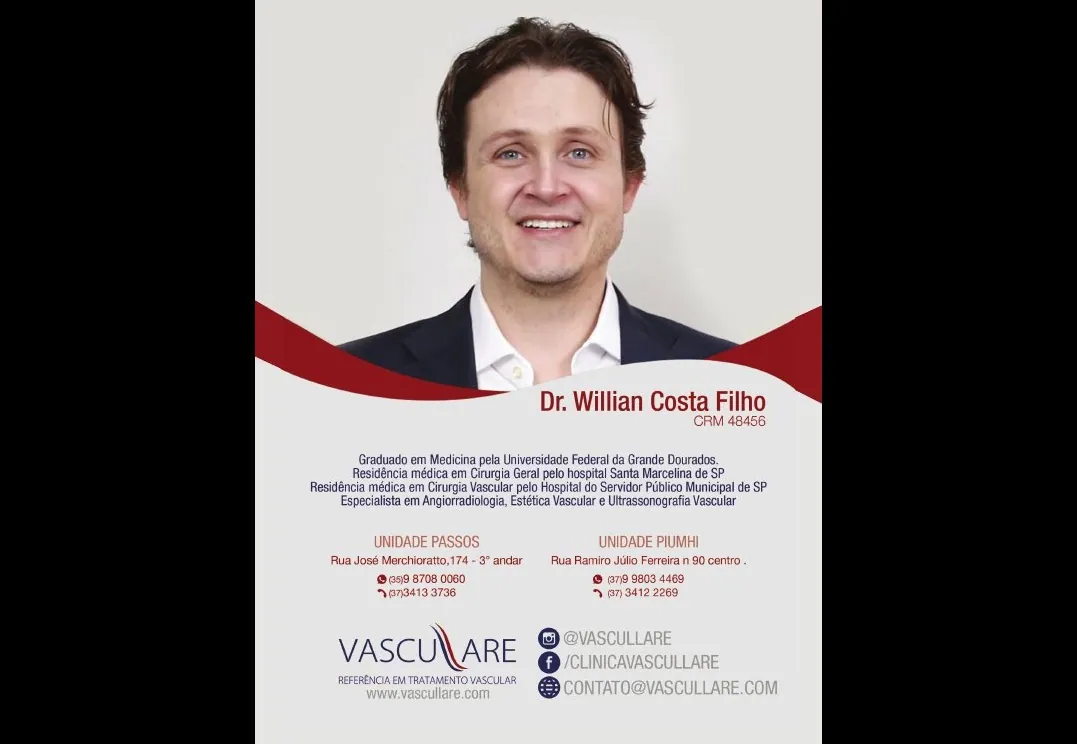 Dr. Willian Costa Filho
CRM 48456
Graduado em Medicina pela Universidade Federal da Grande Dourados.
Residência médica em Cirurgia Geral pelo hospital Santa Marcelina de SP
Residência médica em Cirurgia Vascular pelo Hospital do Servidor Público Municipal de SP
Especialista em Angiorradiologia, Estética Vascular e Ultrassonografia Vascular
UNIDADE PASSOS
Rua José Merchioratto,174 - 3° andar
(35)9 8708 0060
(37)3413 3736
UNIDADE PIUMHI
Rua Ramiro Júlio Ferreira n 90 centro .
(37)9 9803 4469
(37) 3412 2269
VASCULLARE
REFERÊNCIA EM TRATAMENTO VASCULAR
www.vascullare.com
@VASCULLARE
/CLINICAVASCULLARE
CONTATO@VASCULLARE.COM